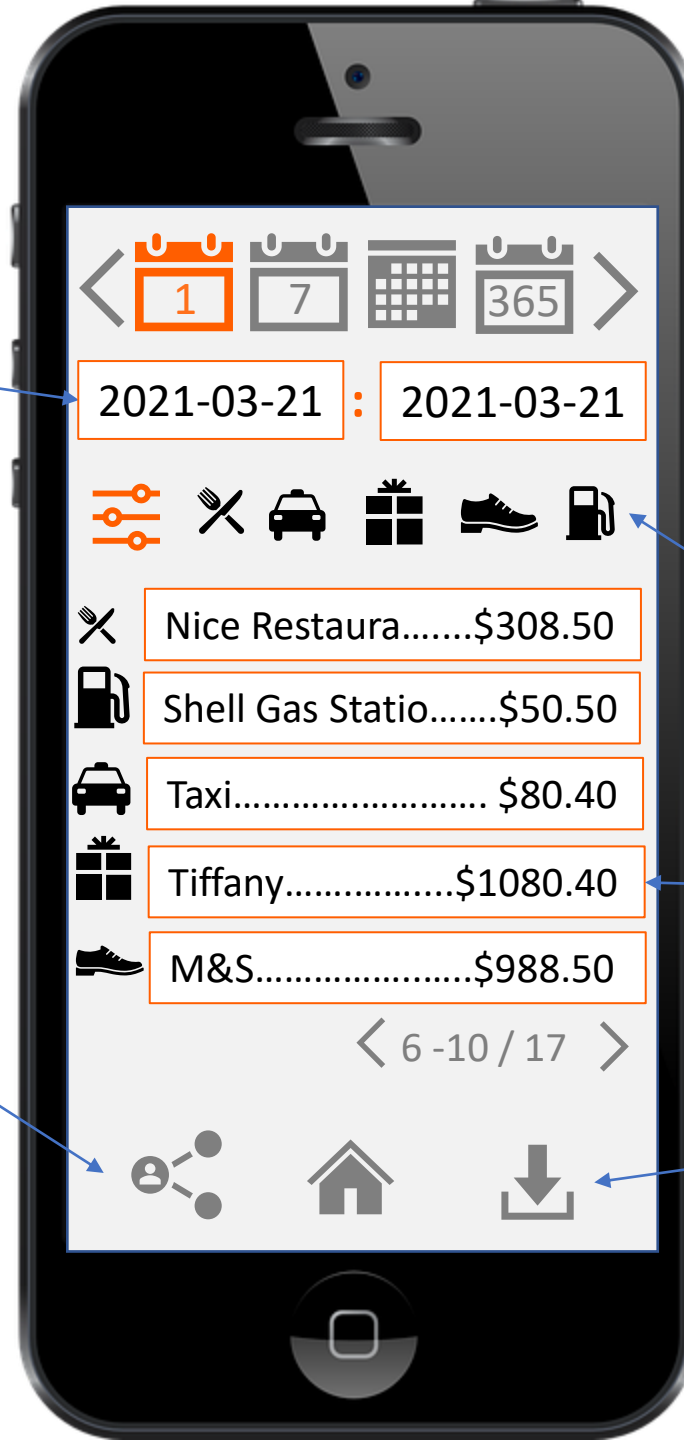 1 7 365
2021-03-21 : 2021-03-21
Nice Restaura…....$308.50
Shell Gas Statio…….$50.50
Taxi………….…………. $80.40
Tiffany…….………....$1080.40
M&S……………..…...$988.50
6 -10 / 17